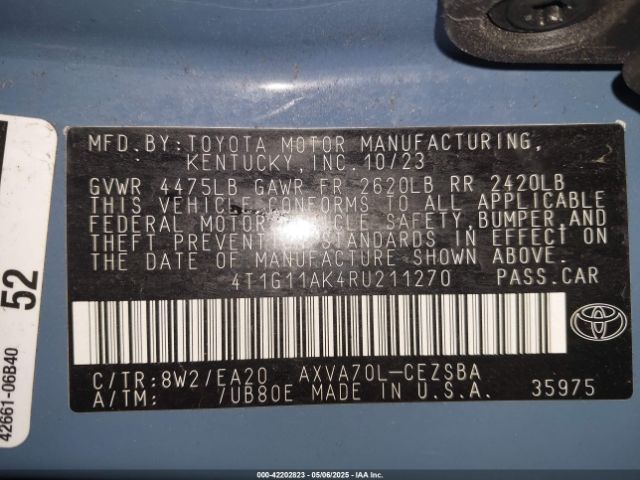 MFD.BY:TOYOTA MOTOR MANUFACTURING,
KENTUCKY,INC. 10/23
GVWR 4475LB GAWR FR 2620LB RR 2420LB
THIS VEHICLE CONFORMS TO ALL APPLICABLE
FEDERAL MOTOR VEHICLE SAFETY,BUMPER,AND
THEFT PREVENTION STANDARDS IN EFFECT ON
THE DATE OF MANUFACTURE SHOWN ABOVE.
4T1G11AK4RU211270 PASS.CAR
C/TR:8W2/EA20 AXVA70L-CEZSBA
A/TM: /UB80E MADE IN U.S.A. 35975
TOYOTA
52
42661-06B40
000-42202823 - 05/06/2025 - IAAI.COM